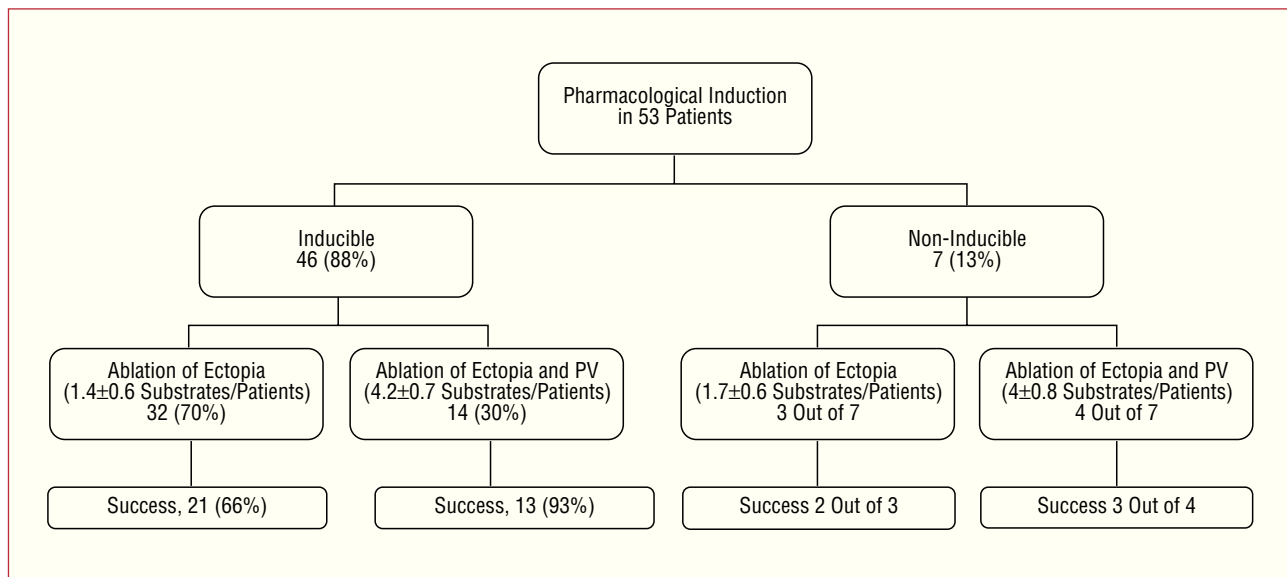 Pharmacological Induction
in 53 Patients
Inducible
46 (88%)
Non-Inducible
7 (13%)
Ablation of Ectopia
(1.4±0.6 Substrates/Patients)
32 (70%)
Ablation of Ectopia and PV
(4.2±0.7 Substrates/Patients)
14 (30%)
Ablation of Ectopia
(1.7±0.6 Substrates/Patients)
3 Out of 7
Ablation of Ectopia and PV
(4±0.8 Substrates/Patients)
4 Out of 7
Success, 21 (66%)
Success, 13 (93%)
Success 2 Out of 3
Success 3 Out of 4